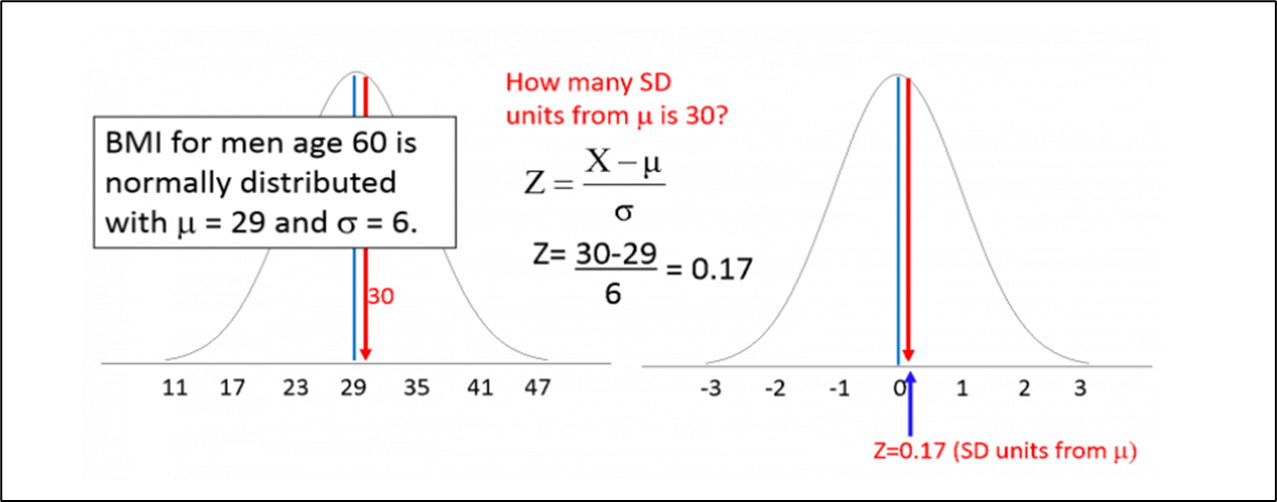 How many SD
units from μ is 30?
BMI for men age 60 is
normally distributed
with μ = 29 and σ = 6.
Z = X − μ
σ
Z= 30-29 = 0.17
6
30
11 17 23 29 35 41 47
-3 -2 -1 0 1 2 3
Z=0.17 (SD units from μ)